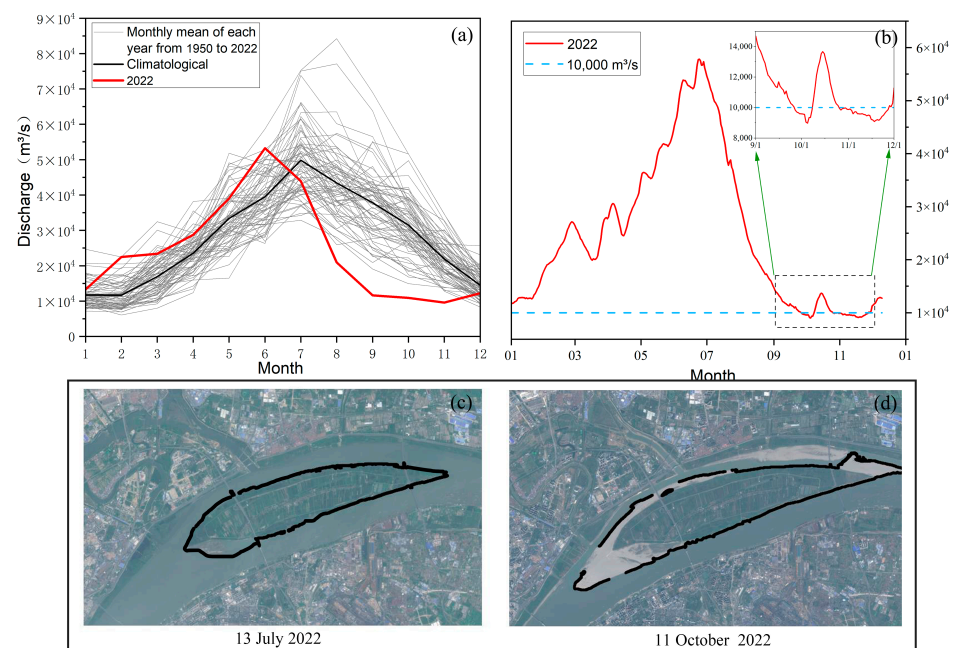 (a)
Monthly mean of each
year from 1950 to 2022
Climatological
2022
Discharge (m³/s)
9×10⁴
8×10⁴
7×10⁴
6×10⁴
5×10⁴
4×10⁴
3×10⁴
2×10⁴
1×10⁴
0
1 2 3 4 5 6 7 8 9 10 11 12
Month
(b)
2022
10,000 m³/s
14,000
12,000
10,000
8,000
9/1 10/1 11/1 12/1
6×10⁴
5×10⁴
4×10⁴
3×10⁴
2×10⁴
1×10⁴
01 03 05 07 09 11 01
Month
(c)
13 July 2022
(d)
11 October 2022